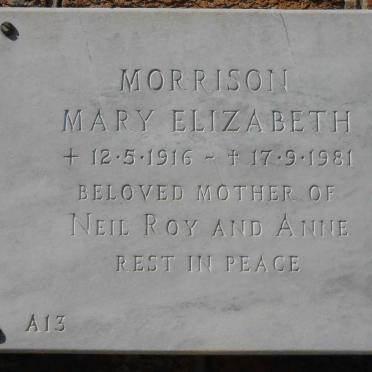 MORRISON
MARY ELIZABETH
+ 12·5·1916 ~ † 17·9·1981
BELOVED MOTHER OF
NEIL ROY AND ANNE
REST IN PEACE
A13